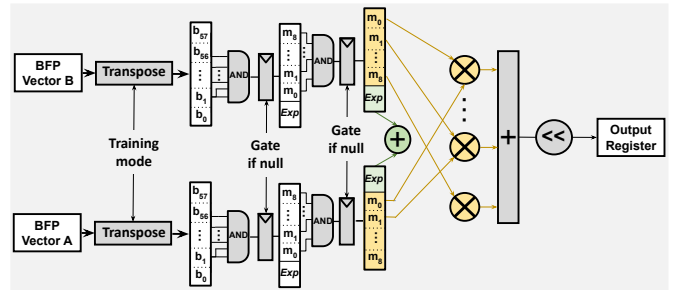 BFP
Vector B
Transpose
b57
b56
b1
b0
AND
m8
m1
m0
Exp
AND
m0
m1
m8
Exp
+
Training
mode
Gate
if null
Gate
if null
+
<<
Output
Register
BFP
Vector A
Transpose
b57
b56
b1
b0
AND
m8
m1
m0
Exp
AND
Exp
m0
m1
m8